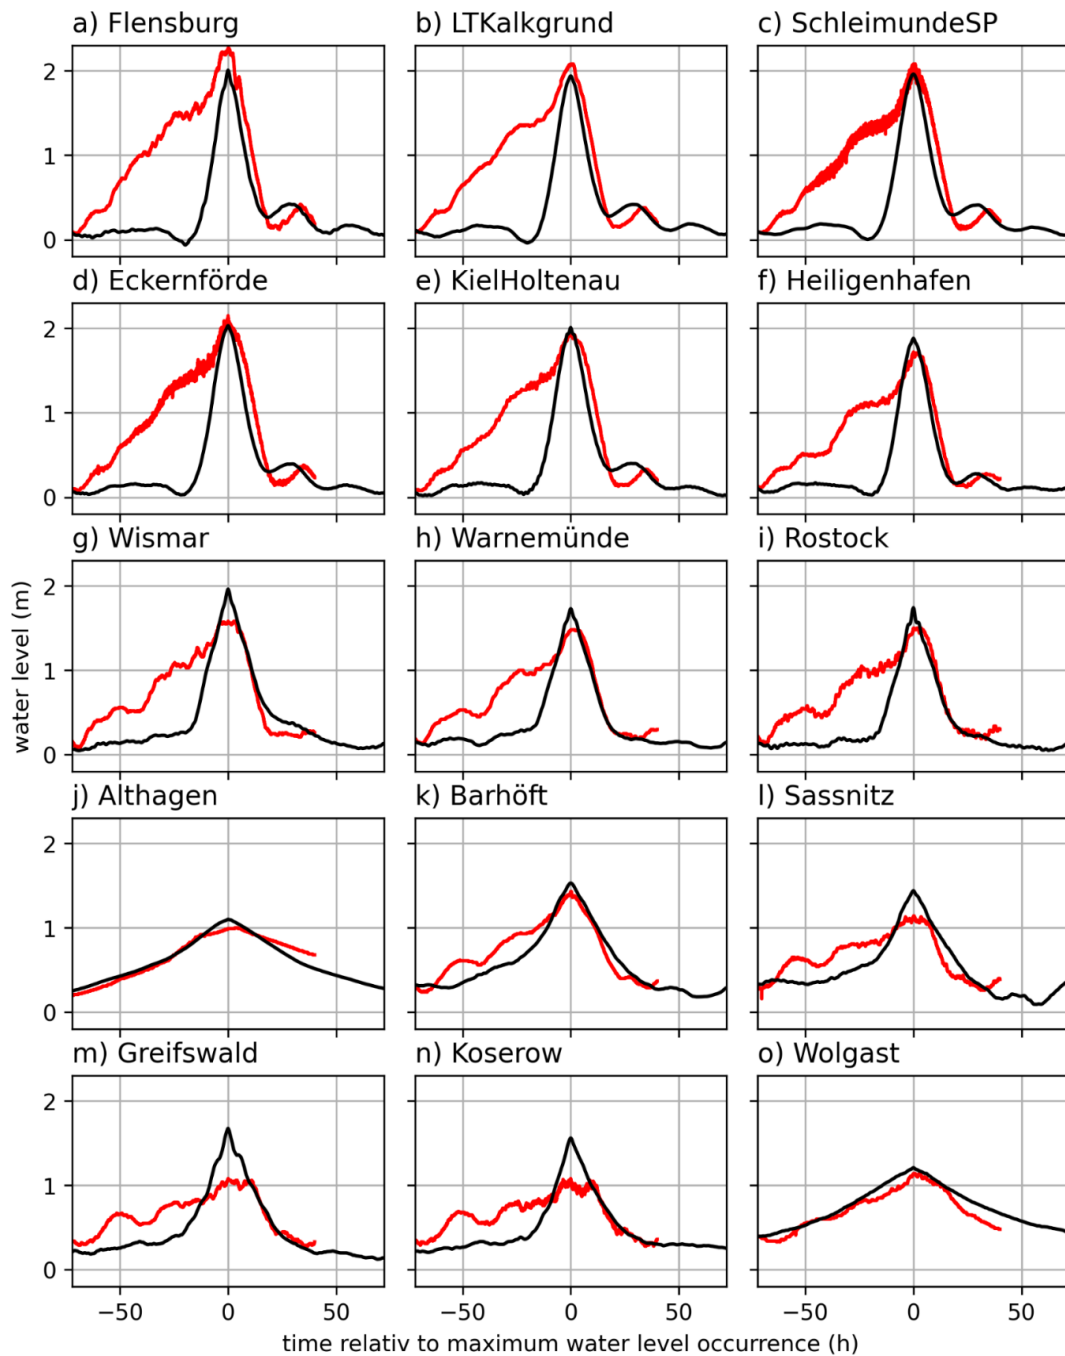 a) Flensburg
b) LTKalkgrund
c) SchleimundeSP
2
1
0
d) Eckernförde
e) KielHoltenau
f) Heiligenhafen
2
1
0
g) Wismar
h) Warnemünde
i) Rostock
2
1
0
water level (m)
j) Althagen
k) Barhöft
l) Sassnitz
2
1
0
m) Greifswald
n) Koserow
o) Wolgast
2
1
0
−50 0 50 −50 0 50 −50 0 50
time relativ to maximum water level occurrence (h)